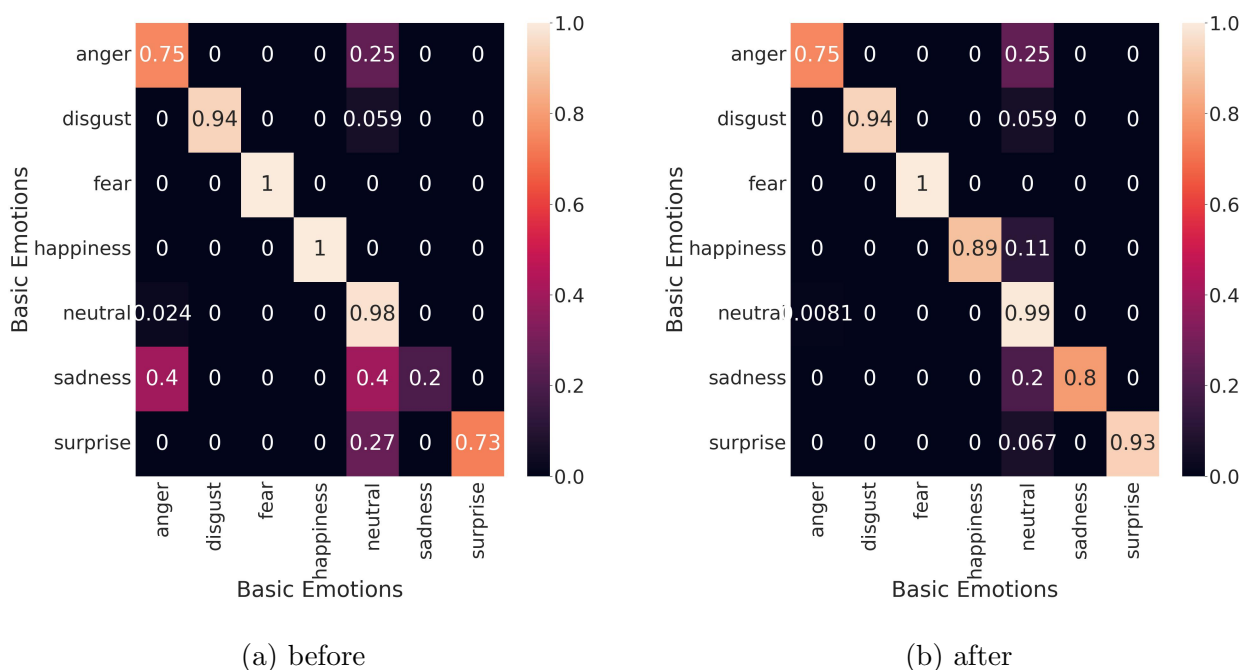 anger 0.75 0 0 0 0.25 0 0
disgust 0 0.94 0 0 0.059 0 0
fear 0 0 1 0 0 0 0
happiness 0 0 0 1 0 0 0
neutral 0.024 0 0 0 0.98 0 0
sadness 0.4 0 0 0 0.4 0.2 0
surprise 0 0 0 0 0.27 0 0.73
anger disgust fear happiness neutral sadness surprise
Basic Emotions
Basic Emotions
1.0
0.8
0.6
0.4
0.2
0.0
(a) before
anger 0.75 0 0 0 0.25 0 0
disgust 0 0.94 0 0 0.059 0 0
fear 0 0 1 0 0 0 0
happiness 0 0 0 0.89 0.11 0 0
neutral 0.0081 0 0 0 0.99 0 0
sadness 0 0 0 0 0.2 0.8 0
surprise 0 0 0 0 0.067 0 0.93
anger disgust fear happiness neutral sadness surprise
Basic Emotions
Basic Emotions
1.0
0.8
0.6
0.4
0.2
0.0
(b) after